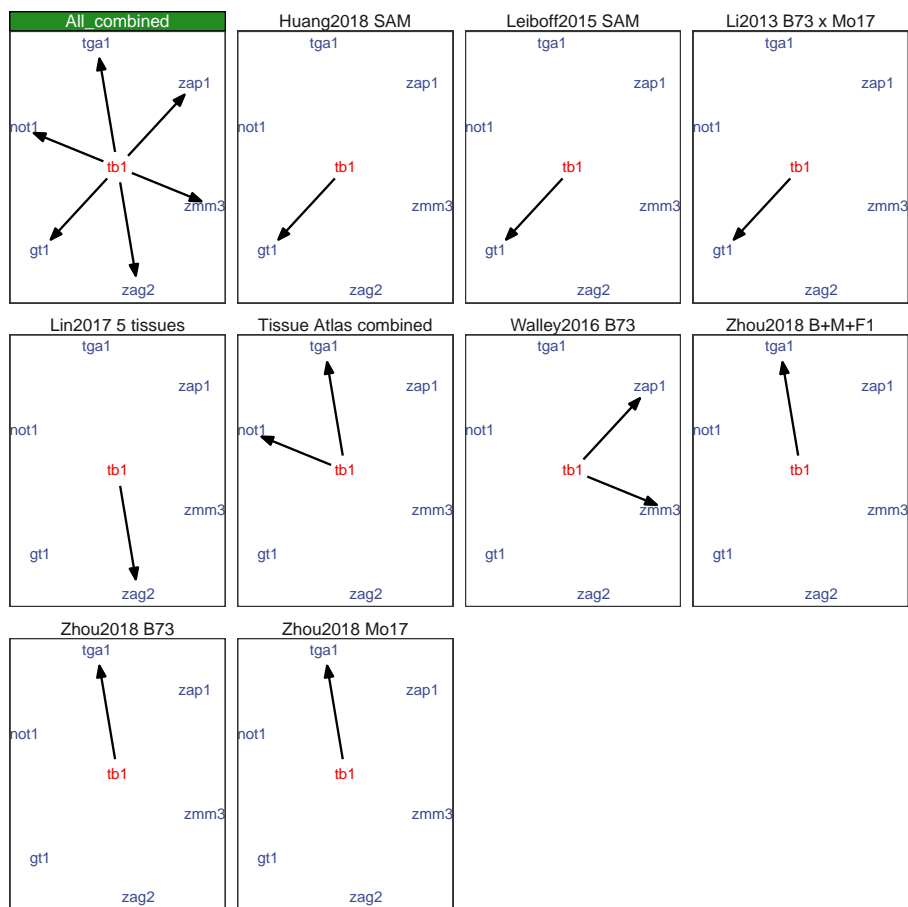 All_combined
tga1
zap1
not1
tb1
zmm3
gt1
zag2
Huang2018 SAM
tga1
zap1
not1
tb1
zmm3
gt1
zag2
Leiboff2015 SAM
tga1
zap1
not1
tb1
zmm3
gt1
zag2
Li2013 B73 x Mo17
tga1
zap1
not1
tb1
zmm3
gt1
zag2
Lin2017 5 tissues
tga1
zap1
not1
tb1
zmm3
gt1
zag2
Tissue Atlas combined
tga1
zap1
not1
tb1
zmm3
gt1
zag2
Walley2016 B73
tga1
zap1
not1
tb1
zmm3
gt1
zag2
Zhou2018 B+M+F1
tga1
zap1
not1
tb1
zmm3
gt1
zag2
Zhou2018 B73
tga1
zap1
not1
tb1
zmm3
gt1
zag2
Zhou2018 Mo17
tga1
zap1
not1
tb1
zmm3
gt1
zag2